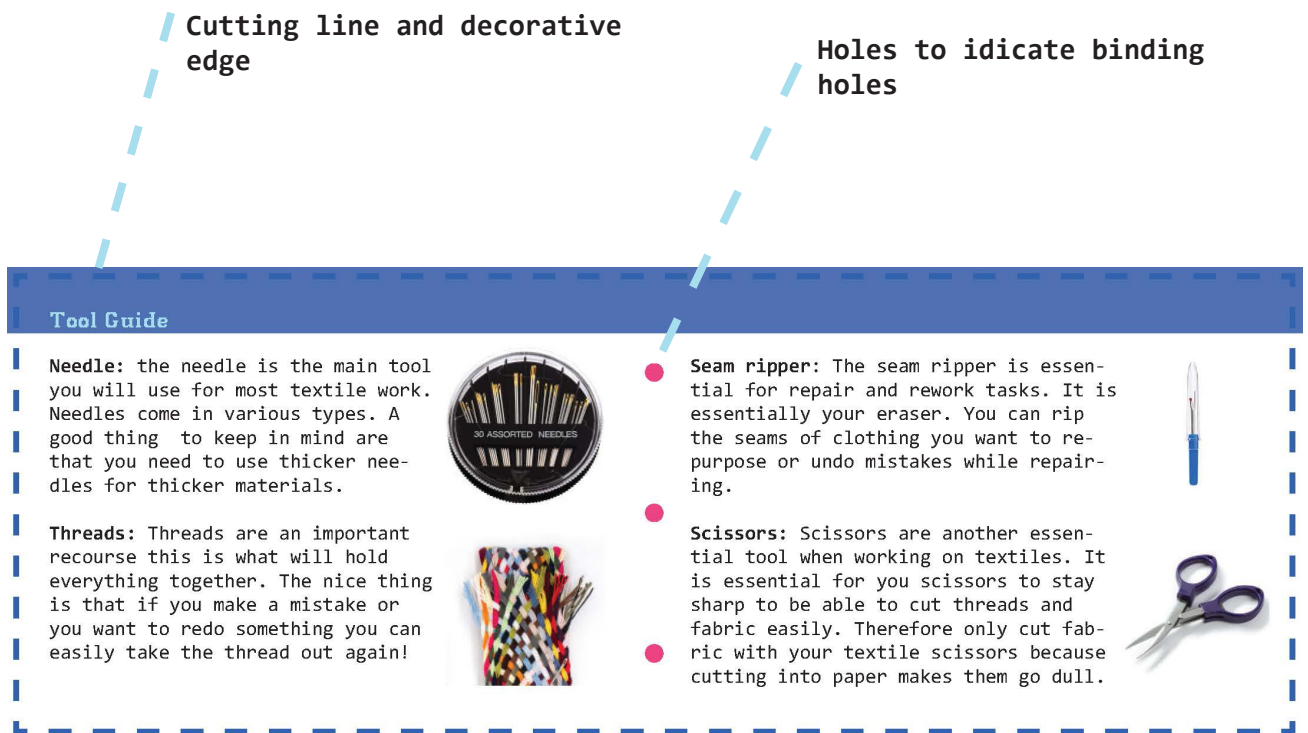 Cutting line and decorative
edge
Holes to idicate binding
holes
Tool Guide
Needle: the needle is the main tool
you will use for most textile work.
Needles come in various types. A
good thing  to keep in mind are
that you need to use thicker nee-
dles for thicker materials.
30 ASSORTED NEEDLES
Threads: Threads are an important
recourse this is what will hold
everything together. The nice thing
is that if you make a mistake or
you want to redo something you can
easily take the thread out again!
Seam ripper: The seam ripper is essen-
tial for repair and rework tasks. It is
essentially your eraser. You can rip
the seams of clothing you want to re-
purpose or undo mistakes while repair-
ing.
Scissors: Scissors are another essen-
tial tool when working on textiles. It
is essential for you scissors to stay
sharp to be able to cut threads and
fabric easily. Therefore only cut fab-
ric with your textile scissors because
cutting into paper makes them go dull.